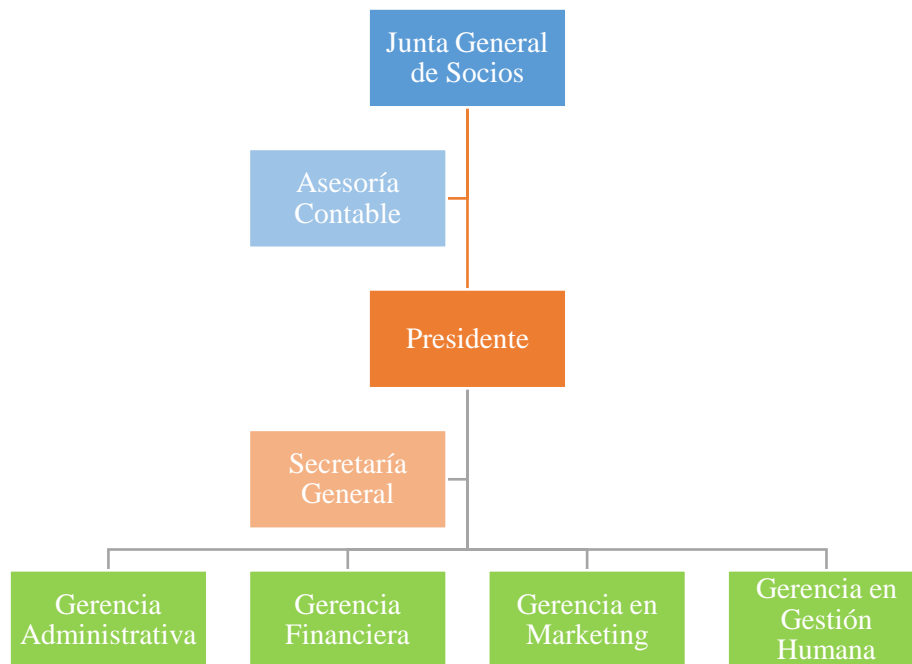 Junta General
de Socios
Asesoría
Contable
Presidente
Secretaría
General
Gerencia
Administrativa
Gerencia
Financiera
Gerencia en
Marketing
Gerencia en
Gestión
Humana